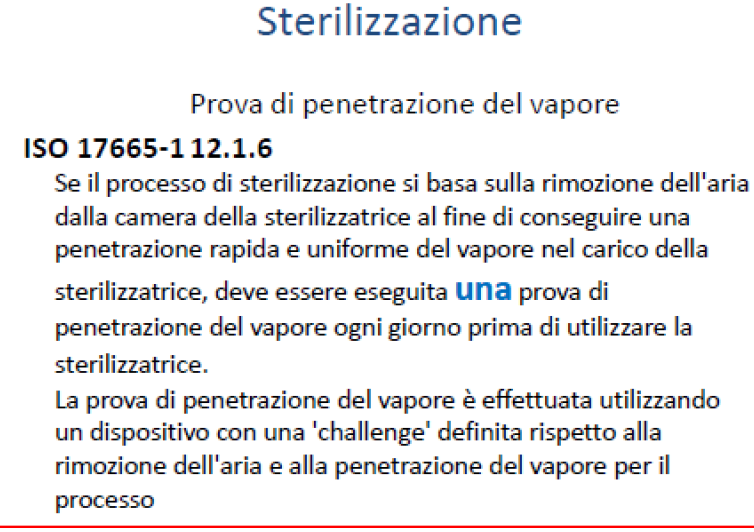 Sterilizzazione
Prova di penetrazione del vapore
ISO 17665-1 12.1.6
Se il processo di sterilizzazione si basa sulla rimozione dell'aria
dalla camera della sterilizzatrice al fine di conseguire una
penetrazione rapida e uniforme del vapore nel carico della
sterilizzatrice, deve essere eseguita una prova di
penetrazione del vapore ogni giorno prima di utilizzare la
sterilizzatrice.
La prova di penetrazione del vapore è effettuata utilizzando
un dispositivo con una 'challenge' definita rispetto alla
rimozione dell'aria e alla penetrazione del vapore per il
processo